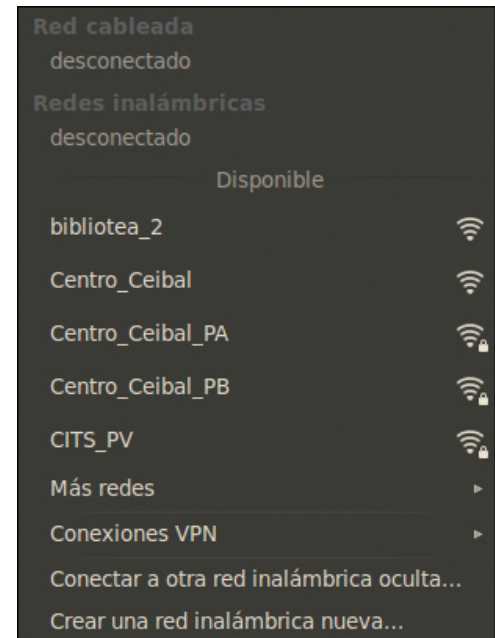 Red cableada
desconectado
Redes inalámbricas
desconectado
Disponible
bibliotea_2
Centro_Ceibal
Centro_Ceibal_PA
Centro_Ceibal_PB
CITS_PV
Más redes
Conexiones VPN
Conectar a otra red inalámbrica oculta...
Crear una red inalámbrica nueva...